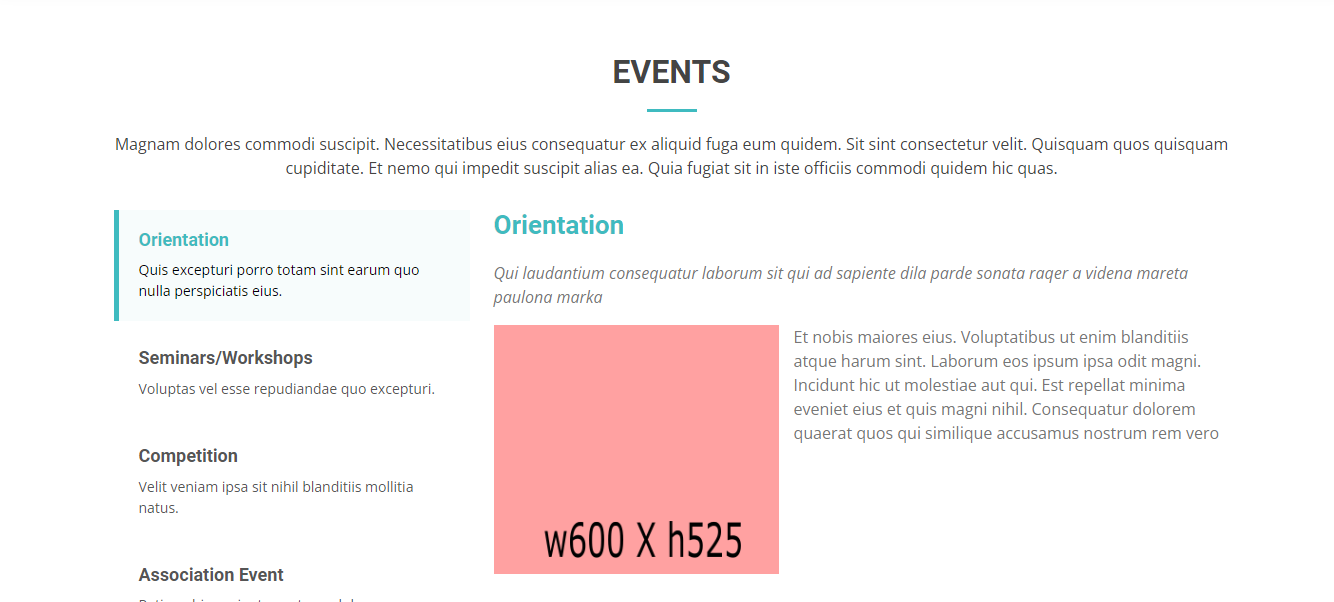 EVENTS
Magnam dolores commodi suscipit. Necessitatibus eius consequatur ex aliquid fuga eum quidem. Sit sint consectetur velit. Quisquam quos quisquam
cupiditate. Et nemo qui impedit suscipit alias ea. Quia fugiat sit in iste officiis commodi quidem hic quas.
Orientation
Quis excepturi porro totam sint earum quo
nulla perspiciatis eius.
Seminars/Workshops
Voluptas vel esse repudiandae quo excepturi.
Competition
Velit veniam ipsa sit nihil blanditiis mollitia
natus.
Association Event
Orientation
Qui laudantium consequatur laborum sit qui ad sapiente dila parde sonata raqer a videna mareta
paulona marka
w600 X h525
Et nobis maiores eius. Voluptatibus ut enim blanditiis
atque harum sint. Laborum eos ipsum ipsa odit magni.
Incidunt hic ut molestiae aut qui. Est repellat minima
eveniet eius et quis magni nihil. Consequatur dolorem
quaerat quos qui similique accusamus nostrum rem vero